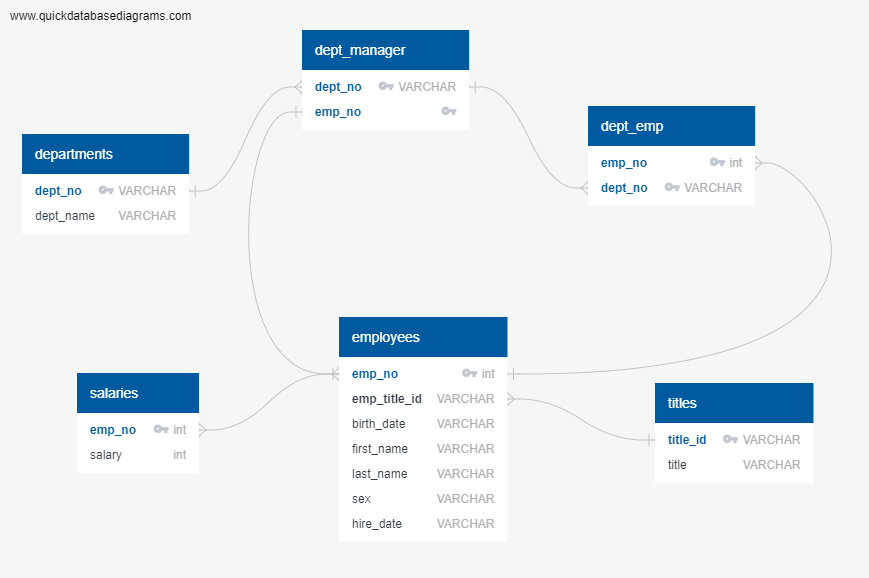 www.quickdatabasediagrams.com
dept_manager
dept_no VARCHAR
emp_no
dept_emp
emp_no int
dept_no VARCHAR
departments
dept_no VARCHAR
dept_name VARCHAR
employees
emp_no int
emp_title_id VARCHAR
birth_date VARCHAR
first_name VARCHAR
last_name VARCHAR
sex VARCHAR
hire_date VARCHAR
salaries
emp_no int
salary int
titles
title_id VARCHAR
title VARCHAR